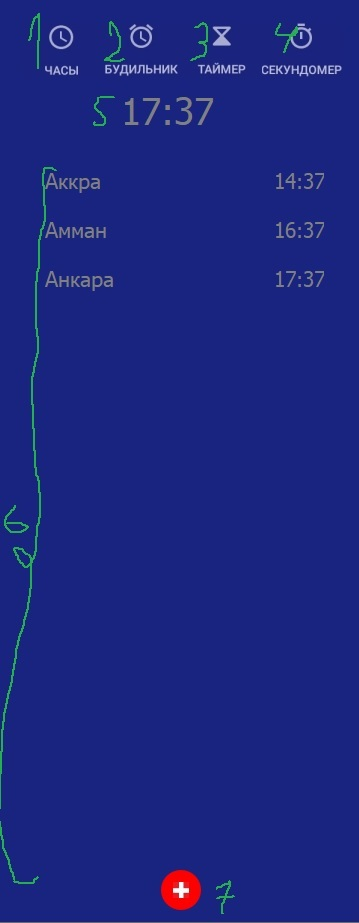 1 2 3 4
ЧАСЫ БУДИЛЬНИК ТАЙМЕР СЕКУНДОМЕР
5 17:37
Аккра 14:37
Амман 16:37
Анкара 17:37
6
7